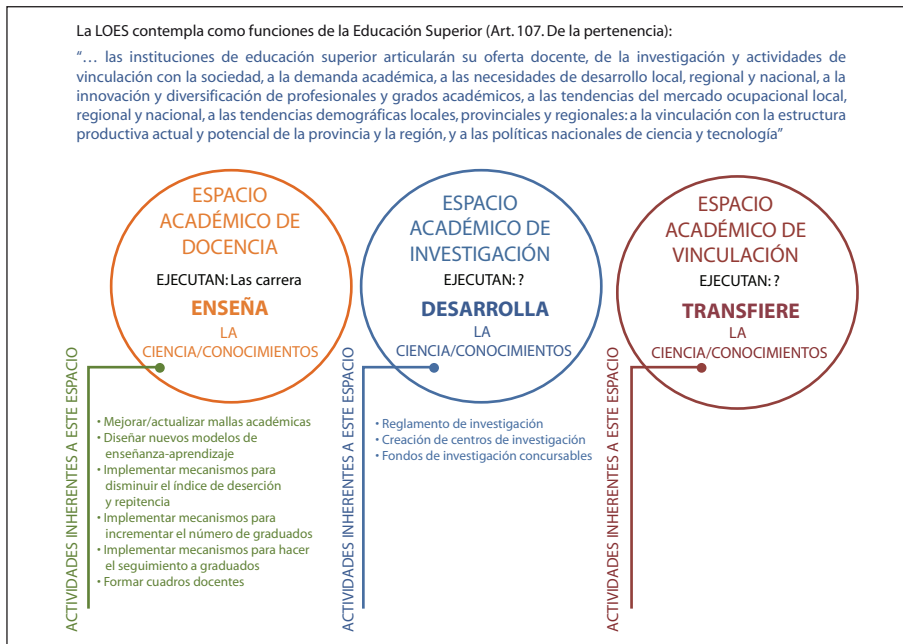 La LOES contempla como funciones de la Educación Superior (Art. 107. De la pertenencia):
“… las instituciones de educación superior articularán su oferta docente, de la investigación y actividades de
vinculación con la sociedad, a la demanda académica, a las necesidades de desarrollo local, regional y nacional, a la
innovación y diversificación de profesionales y grados académicos, a las tendencias del mercado ocupacional local,
regional y nacional, a las tendencias demográficas locales, provinciales y regionales: a la vinculación con la estructura
productiva actual y potencial de la provincia y la región, y a las políticas nacionales de ciencia y tecnología”
ESPACIO
ACADÉMICO DE
DOCENCIA
EJECUTAN: Las carrera
ENSEÑA
LA
CIENCIA/CONOCIMIENTOS
ACTIVIDADES INHERENTES A ESTE ESPACIO
• Mejorar/actualizar mallas académicas
• Diseñar nuevos modelos de
enseñanza-aprendizaje
• Implementar mecanismos para
disminuir el índice de deserción
y repitencia
• Implementar mecanismos para
incrementar el número de graduados
• Implementar mecanismos para hacer
el seguimiento a graduados
• Formar cuadros docentes
ESPACIO
ACADÉMICO DE
INVESTIGACIÓN
EJECUTAN: ?
DESARROLLA
LA
CIENCIA/CONOCIMIENTOS
ACTIVIDADES INHERENTES A ESTE ESPACIO
• Reglamento de investigación
• Creación de centros de investigación
• Fondos de investigación concursables
ESPACIO
ACADÉMICO DE
VINCULACIÓN
EJECUTAN: ?
TRANSFIERE
LA
CIENCIA/CONOCIMIENTOS
ACTIVIDADES INHERENTES A ESTE ESPACIO